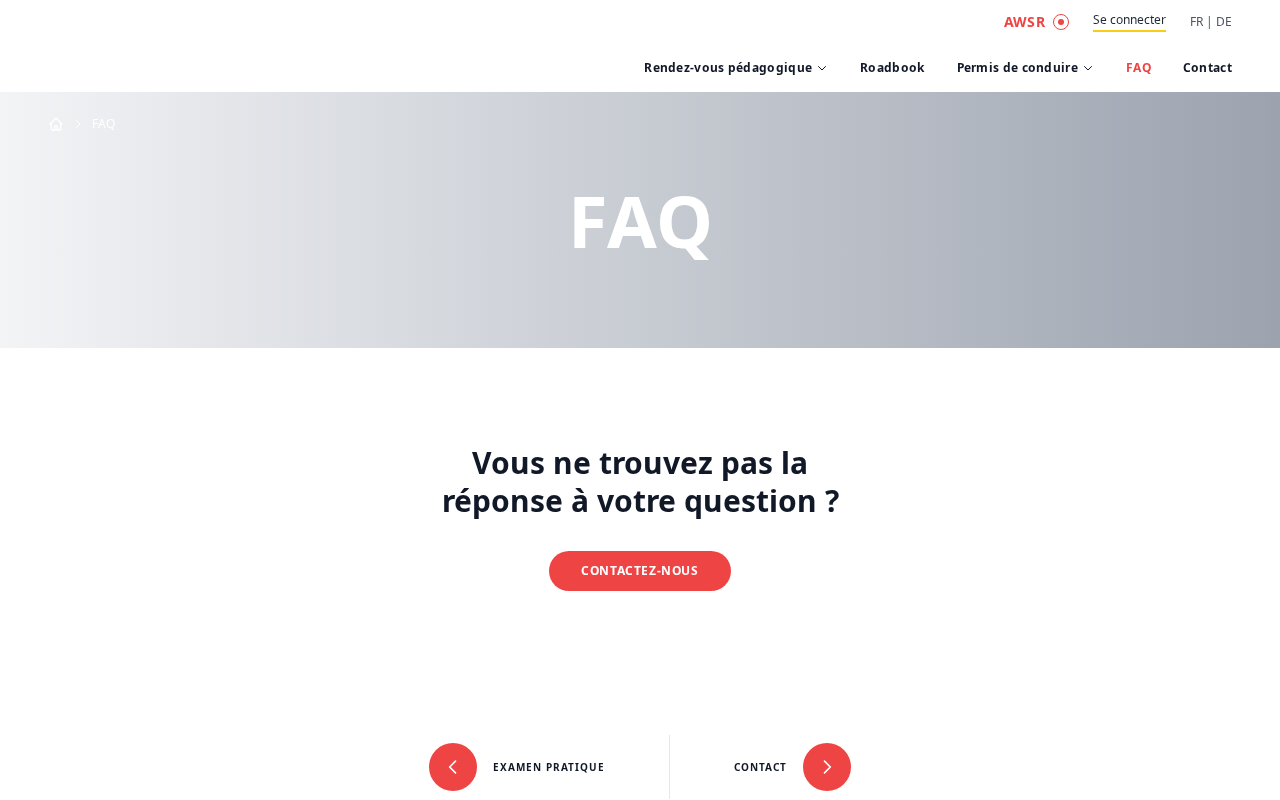 AWSR
Se connecter
FR | DE
Rendez-vous pédagogique
Roadbook
Permis de conduire
FAQ
Contact
FAQ
FAQ
Vous ne trouvez pas la
réponse à votre question ?
CONTACTEZ-NOUS
EXAMEN PRATIQUE
CONTACT